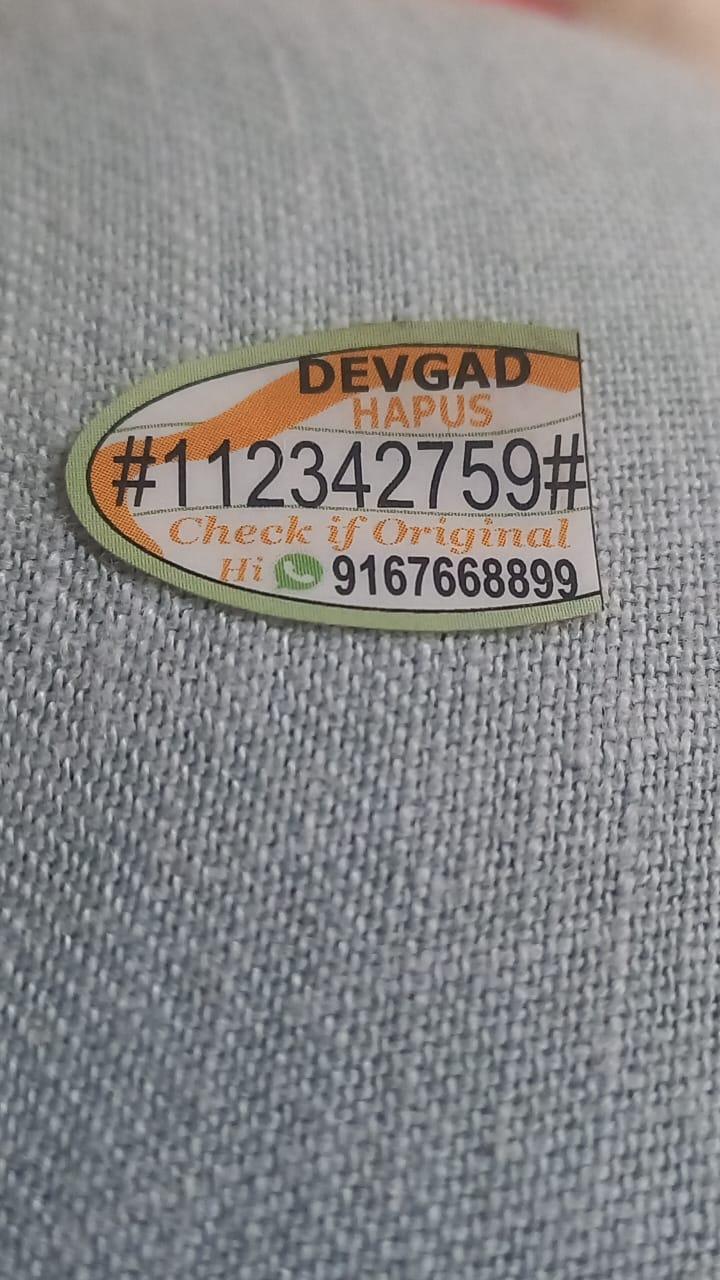 DEVGAD
HAPUS
#112342759#
Check if Original
Hi 9167668899